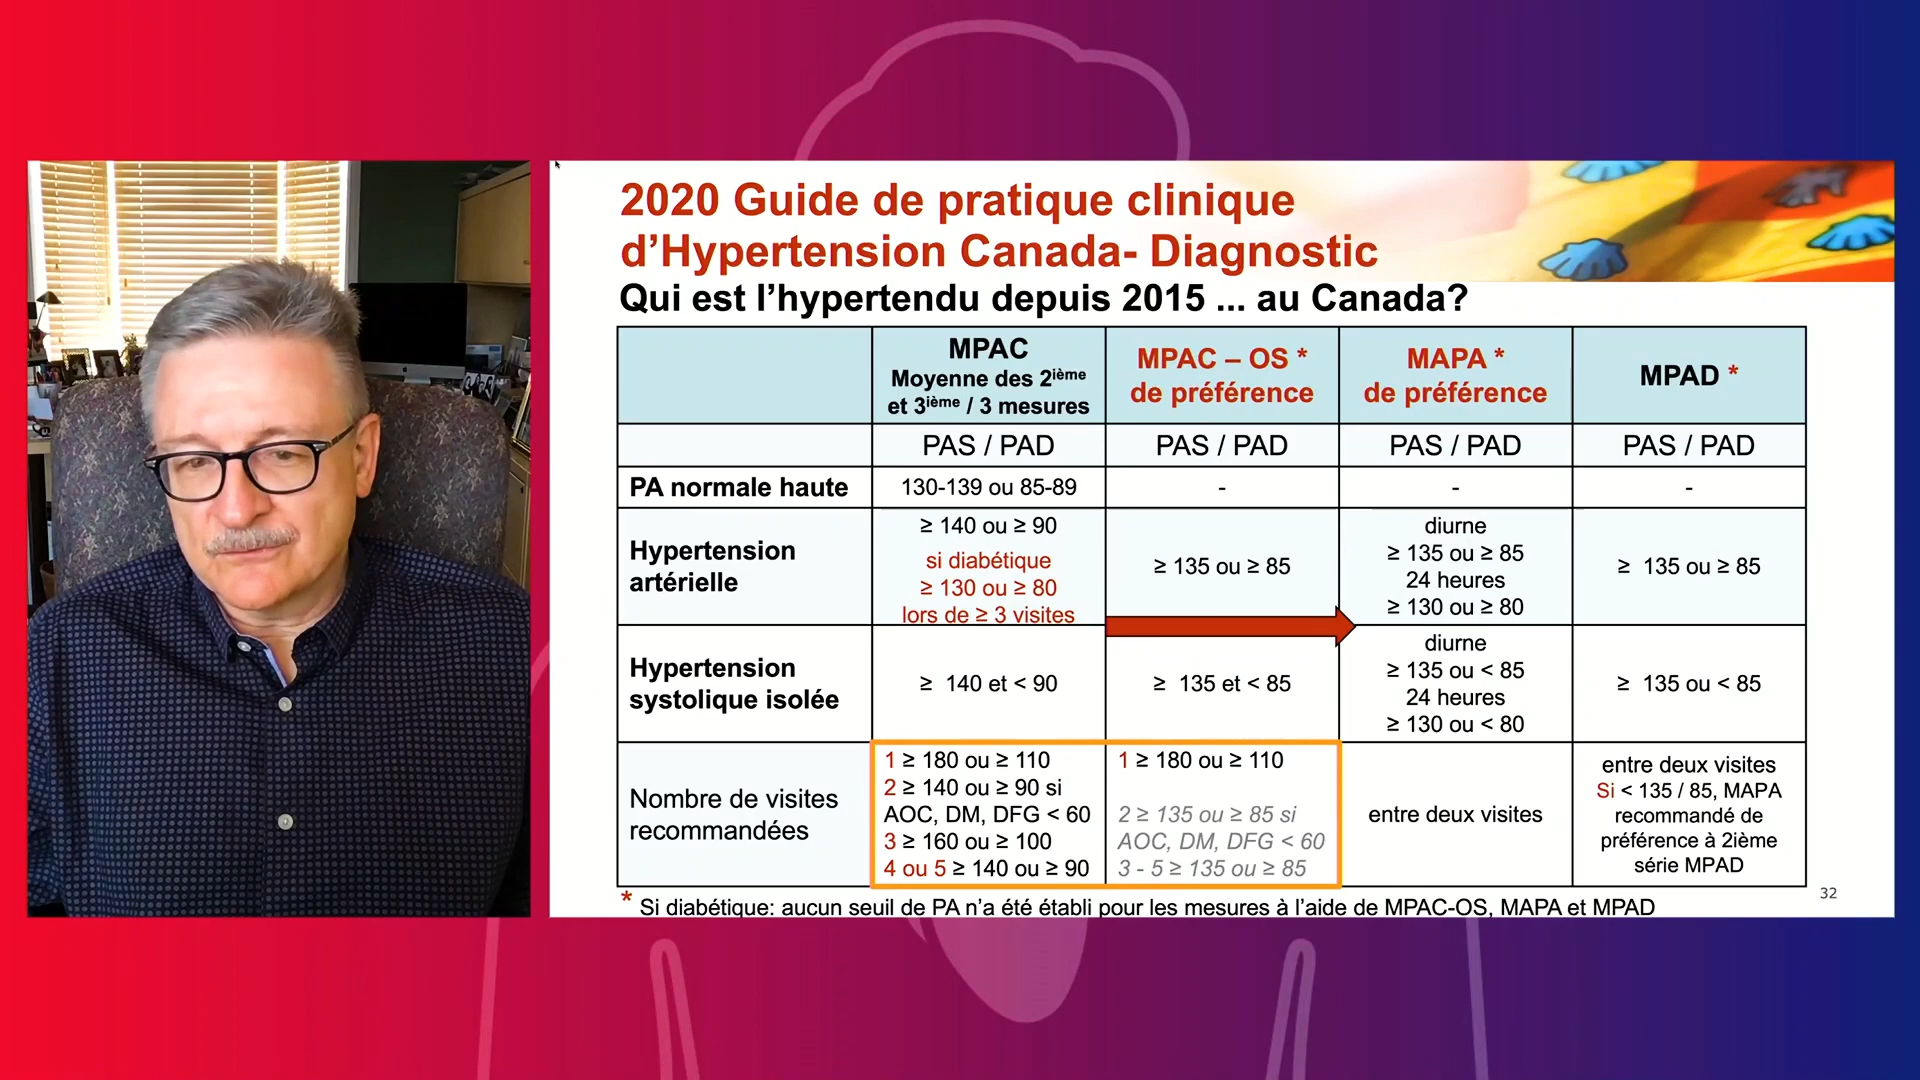 2020 Guide de pratique clinique
d’Hypertension Canada- Diagnostic
Qui est l’hypertendu depuis 2015 ... au Canada?
MPAC
Moyenne des 2ième
et 3ième / 3 mesures
MPAC – OS *
de préférence
MAPA *
de préférence
MPAD *
PAS / PAD
PAS / PAD
PAS / PAD
PAS / PAD
PA normale haute
130-139 ou 85-89
-
-
-
Hypertension
artérielle
≥ 140 ou ≥ 90
si diabétique
≥ 130 ou ≥ 80
lors de ≥ 3 visites
≥ 135 ou ≥ 85
diurne
≥ 135 ou ≥ 85
24 heures
≥ 130 ou ≥ 80
≥ 135 ou ≥ 85
Hypertension
systolique isolée
≥ 140 et < 90
≥ 135 et < 85
diurne
≥ 135 ou < 85
24 heures
≥ 130 ou < 80
≥ 135 ou < 85
Nombre de visites
recommandées
1 ≥ 180 ou ≥ 110
2 ≥ 140 ou ≥ 90 si
AOC, DM, DFG < 60
3 ≥ 160 ou ≥ 100
4 ou 5 ≥ 140 ou ≥ 90
1 ≥ 180 ou ≥ 110
2 ≥ 135 ou ≥ 85 si
AOC, DM, DFG < 60
3 - 5 ≥ 135 ou ≥ 85
entre deux visites
entre deux visites
Si < 135 / 85, MAPA
recommandé de
préférence à 2ième
série MPAD
32
* Si diabétique: aucun seuil de PA n’a été établi pour les mesures à l’aide de MPAC-OS, MAPA et MPAD